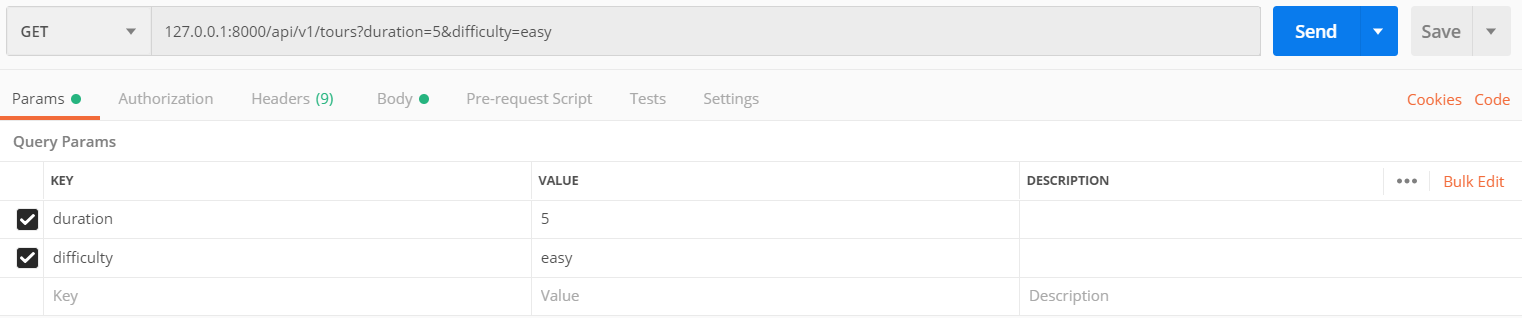 GET 127.0.0.1:8000/api/v1/tours?duration=5&difficulty=easy Send Save
Params Authorization Headers (9) Body Pre-request Script Tests Settings Cookies Code
Query Params
KEY VALUE DESCRIPTION ••• Bulk Edit
duration 5
difficulty easy
Key Value Description